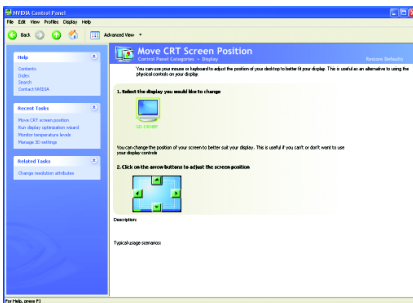 NVIDIA Control Panel
File Edit View Profiles Display Help
Back
Advanced View
Help
Contents
Index
Search
Contact NVIDIA
Recent Tasks
Move CRT screen position
Run display optimization wizard
Monitor temperature levels
Manage 3D settings
Related Tasks
Change resolution attributes
Move CRT Screen Position
Control Panel Categories - Display
Restore Defaults
You can use your mouse or keyboard to adjust the position of your desktop to better fit your display. This is useful as an alternative to using the
physical controls on your display.
1. Select the display you would like to change
You can change the position of your screen to better suit your display. This is useful if you can't or don't want to use
your display controls
2. Click on the arrow buttons to adjust the screen position
Description:
Typical usage scenarios:
For Help, press F1